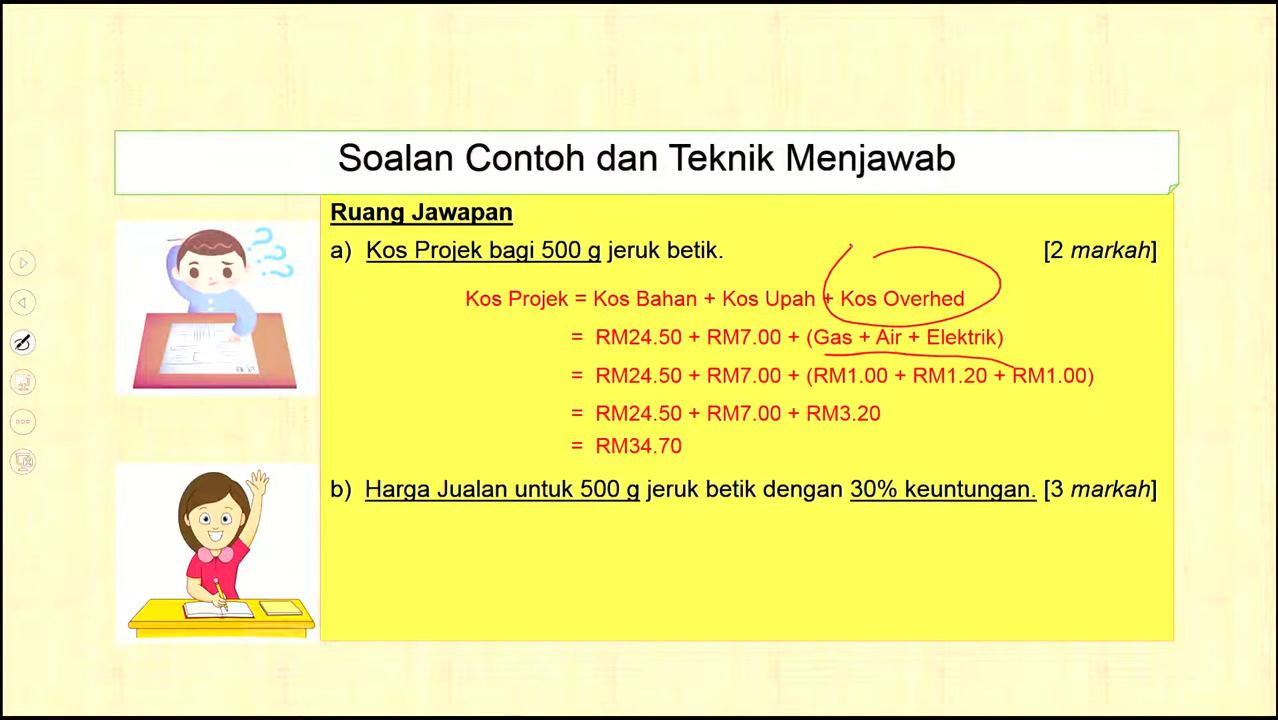 Soalan Contoh dan Teknik Menjawab
Ruang Jawapan
a) Kos Projek bagi 500 g jeruk betik. [2 markah]
Kos Projek = Kos Bahan + Kos Upah + Kos Overhed
= RM24.50 + RM7.00 + (Gas + Air + Elektrik)
= RM24.50 + RM7.00 + (RM1.00 + RM1.20 + RM1.00)
= RM24.50 + RM7.00 + RM3.20
= RM34.70
b) Harga Jualan untuk 500 g jeruk betik dengan 30% keuntungan. [3 markah]